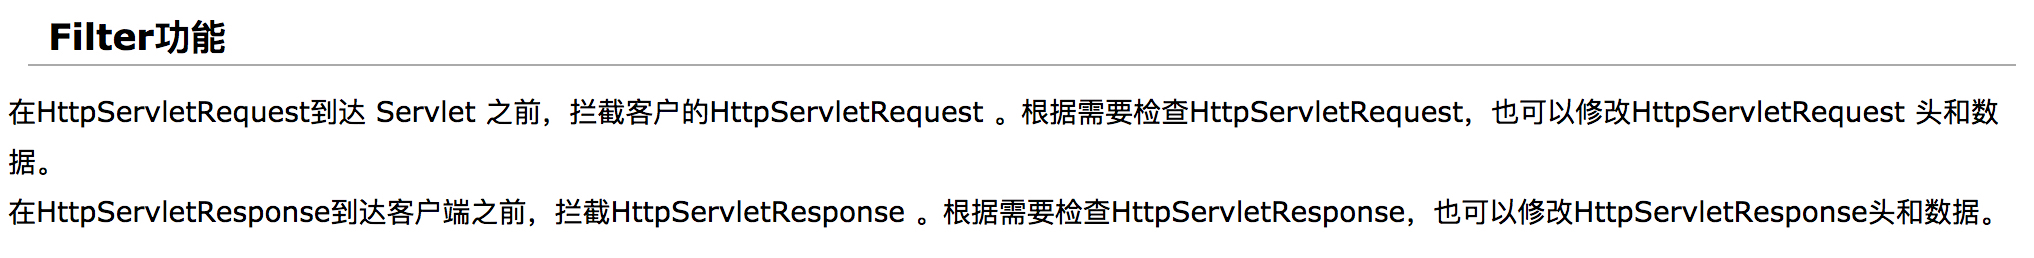 Filter功能
在HttpServletRequest到达 Servlet 之前，拦截客户的HttpServletRequest 。根据需要检查HttpServletRequest，也可以修改HttpServletRequest 头和数
据。
在HttpServletResponse到达客户端之前，拦截HttpServletResponse 。根据需要检查HttpServletResponse，也可以修改HttpServletResponse头和数据。